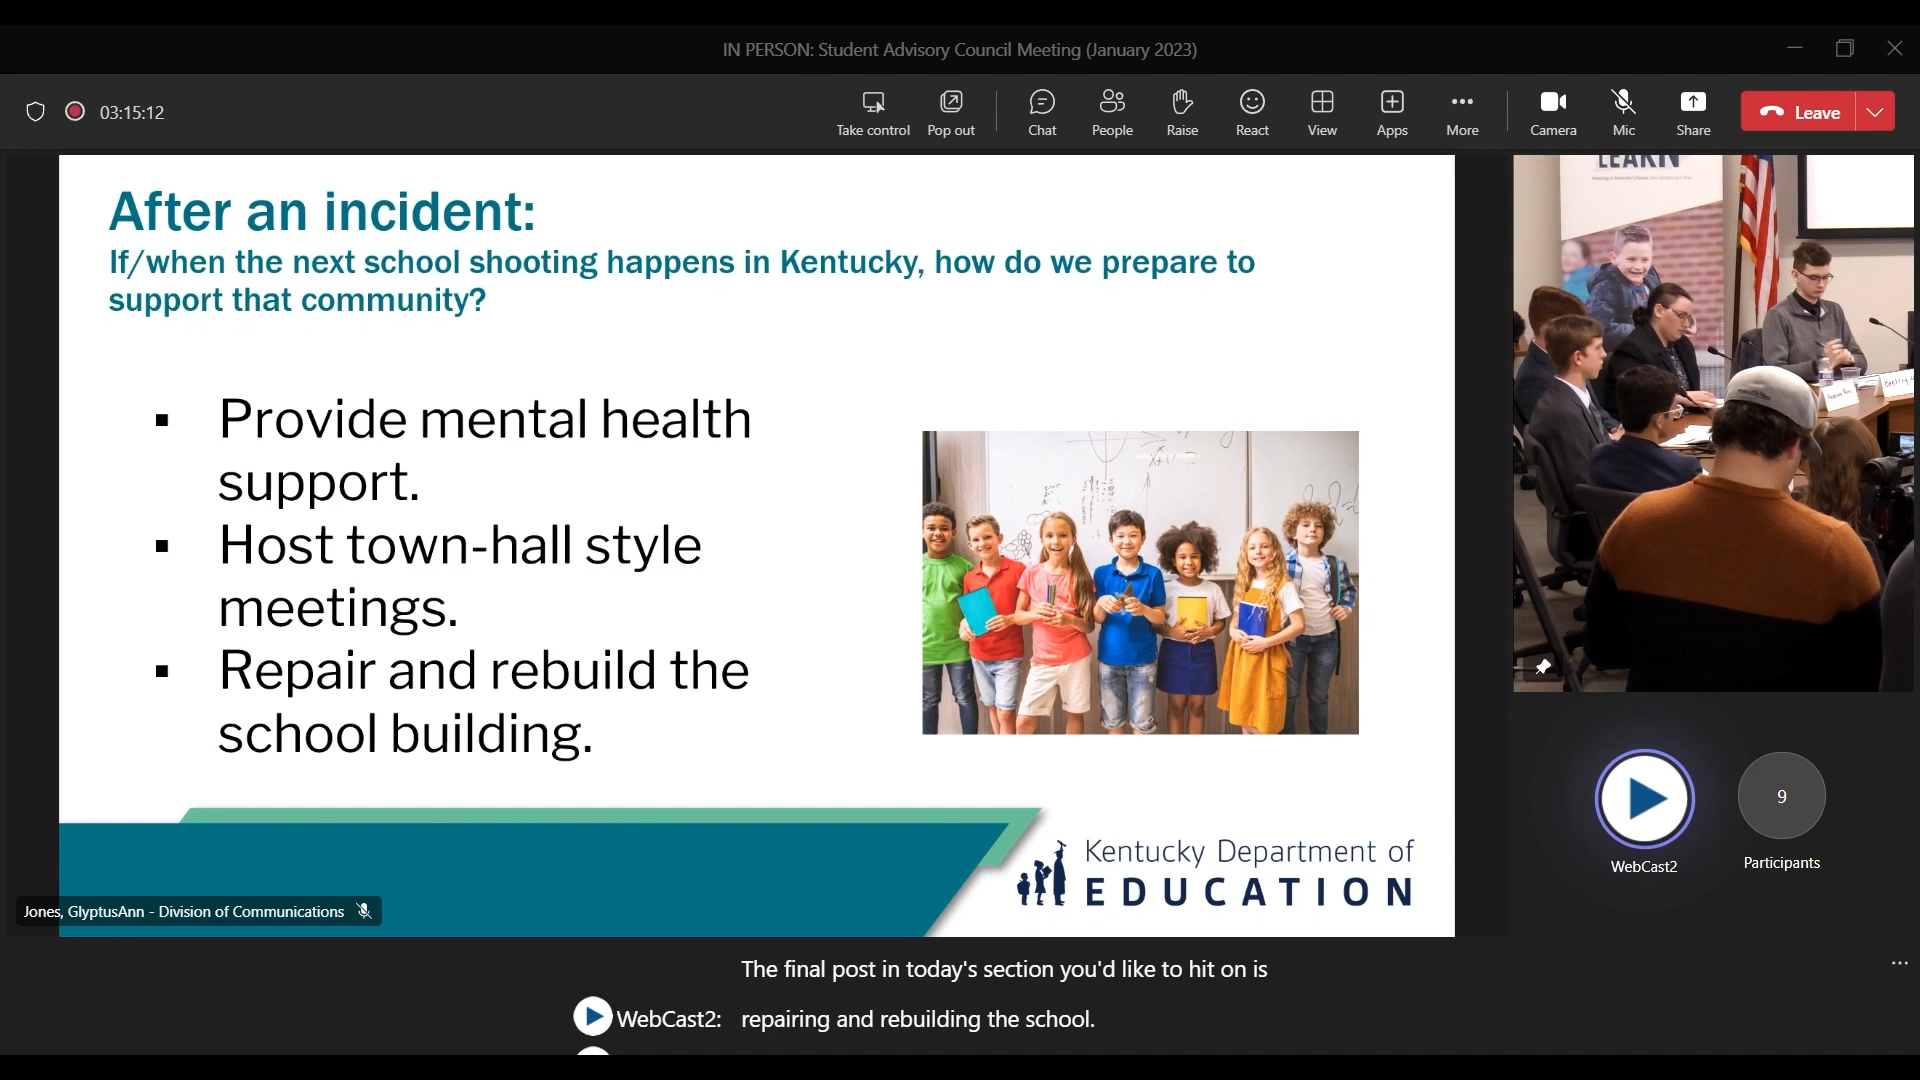 IN PERSON: Student Advisory Council Meeting (January 2023)
03:15:12
Take control
Pop out
Chat
People
Raise
React
View
Apps
More
Camera
Mic
Share
Leave
After an incident:
If/when the next school shooting happens in Kentucky, how do we prepare to
support that community?
▪ Provide mental health
support.
▪ Host town-hall style
meetings.
▪ Repair and rebuild the
school building.
Kentucky Department of
EDUCATION
Jones, GlyptusAnn - Division of Communications
LEARN
WebCast2
9
Participants
The final post in today's section you'd like to hit on is
WebCast2: repairing and rebuilding the school.